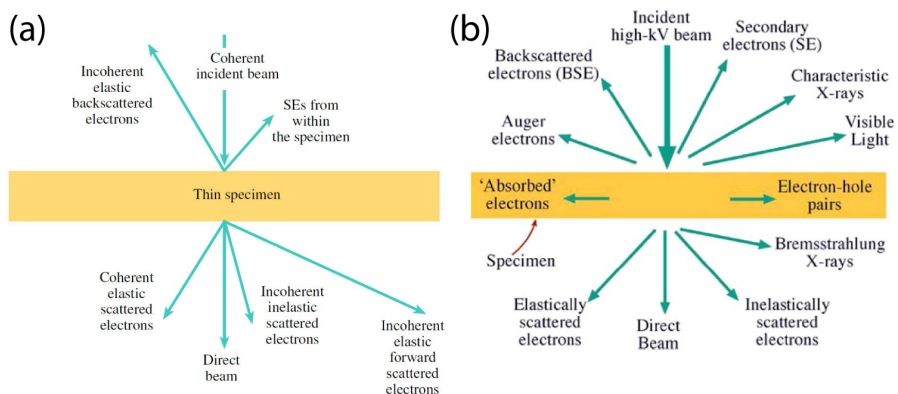 (a)
Coherent
incident beam
Incoherent
elastic
backscattered
electrons
SEs from
within
the specimen
Thin specimen
Coherent
elastic
scattered
electrons
Direct
beam
Incoherent
inelastic
scattered
electrons
Incoherent
elastic
forward
scattered
electrons
(b)
Incident
high-kV beam
Secondary
electrons (SE)
Backscattered
electrons (BSE)
Characteristic
X-rays
Auger
electrons
Visible
Light
'Absorbed'
electrons
Electron-hole
pairs
Specimen
Bremsstrahlung
X-rays
Elastically
scattered
electrons
Direct
Beam
Inelastically
scattered
electrons